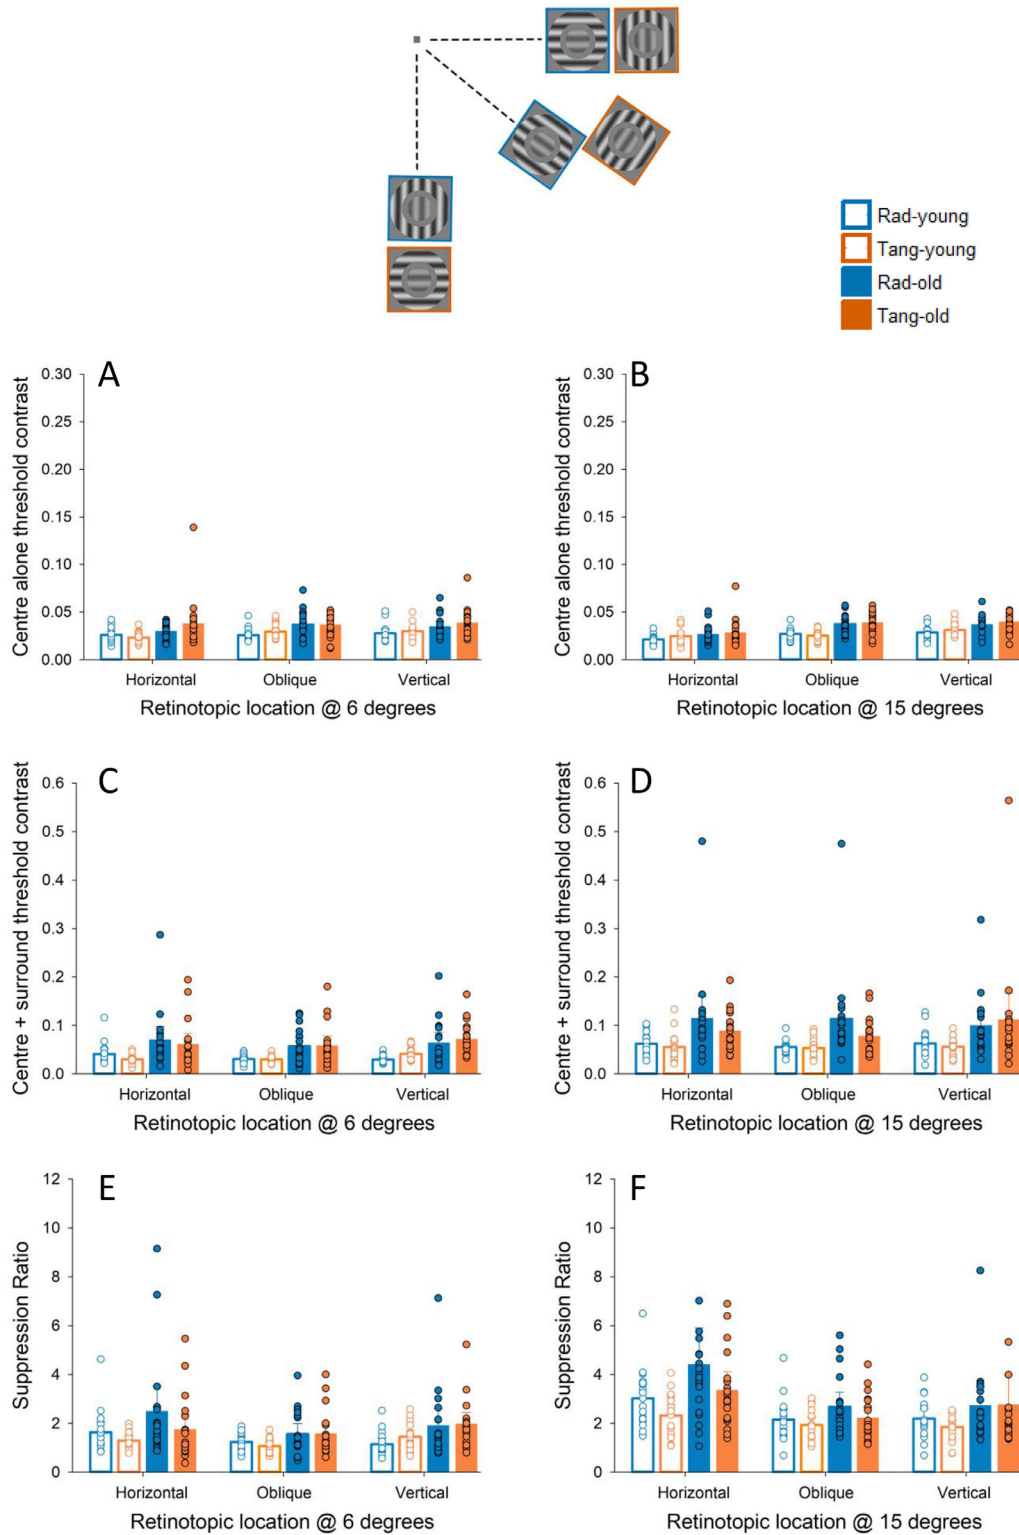 Rad-young
Tang-young
Rad-old
Tang-old
A
B
Centre alone threshold contrast
0.30
0.25
0.20
0.15
0.10
0.05
0.00
Horizontal
Oblique
Vertical
Retinotopic location @ 6 degrees
Centre alone threshold contrast
0.30
0.25
0.20
0.15
0.10
0.05
0.00
Horizontal
Oblique
Vertical
Retinotopic location @ 15 degrees
C
D
Centre + surround threshold contrast
0.6
0.5
0.4
0.3
0.2
0.1
0.0
Horizontal
Oblique
Vertical
Retinotopic location @ 6 degrees
Centre + surround threshold contrast
0.6
0.5
0.4
0.3
0.2
0.1
0.0
Horizontal
Oblique
Vertical
Retinotopic location @ 15 degrees
E
F
Suppression Ratio
12
10
8
6
4
2
0
Horizontal
Oblique
Vertical
Retinotopic location @ 6 degrees
Suppression Ratio
12
10
8
6
4
2
0
Horizontal
Oblique
Vertical
Retinotopic location @ 15 degrees